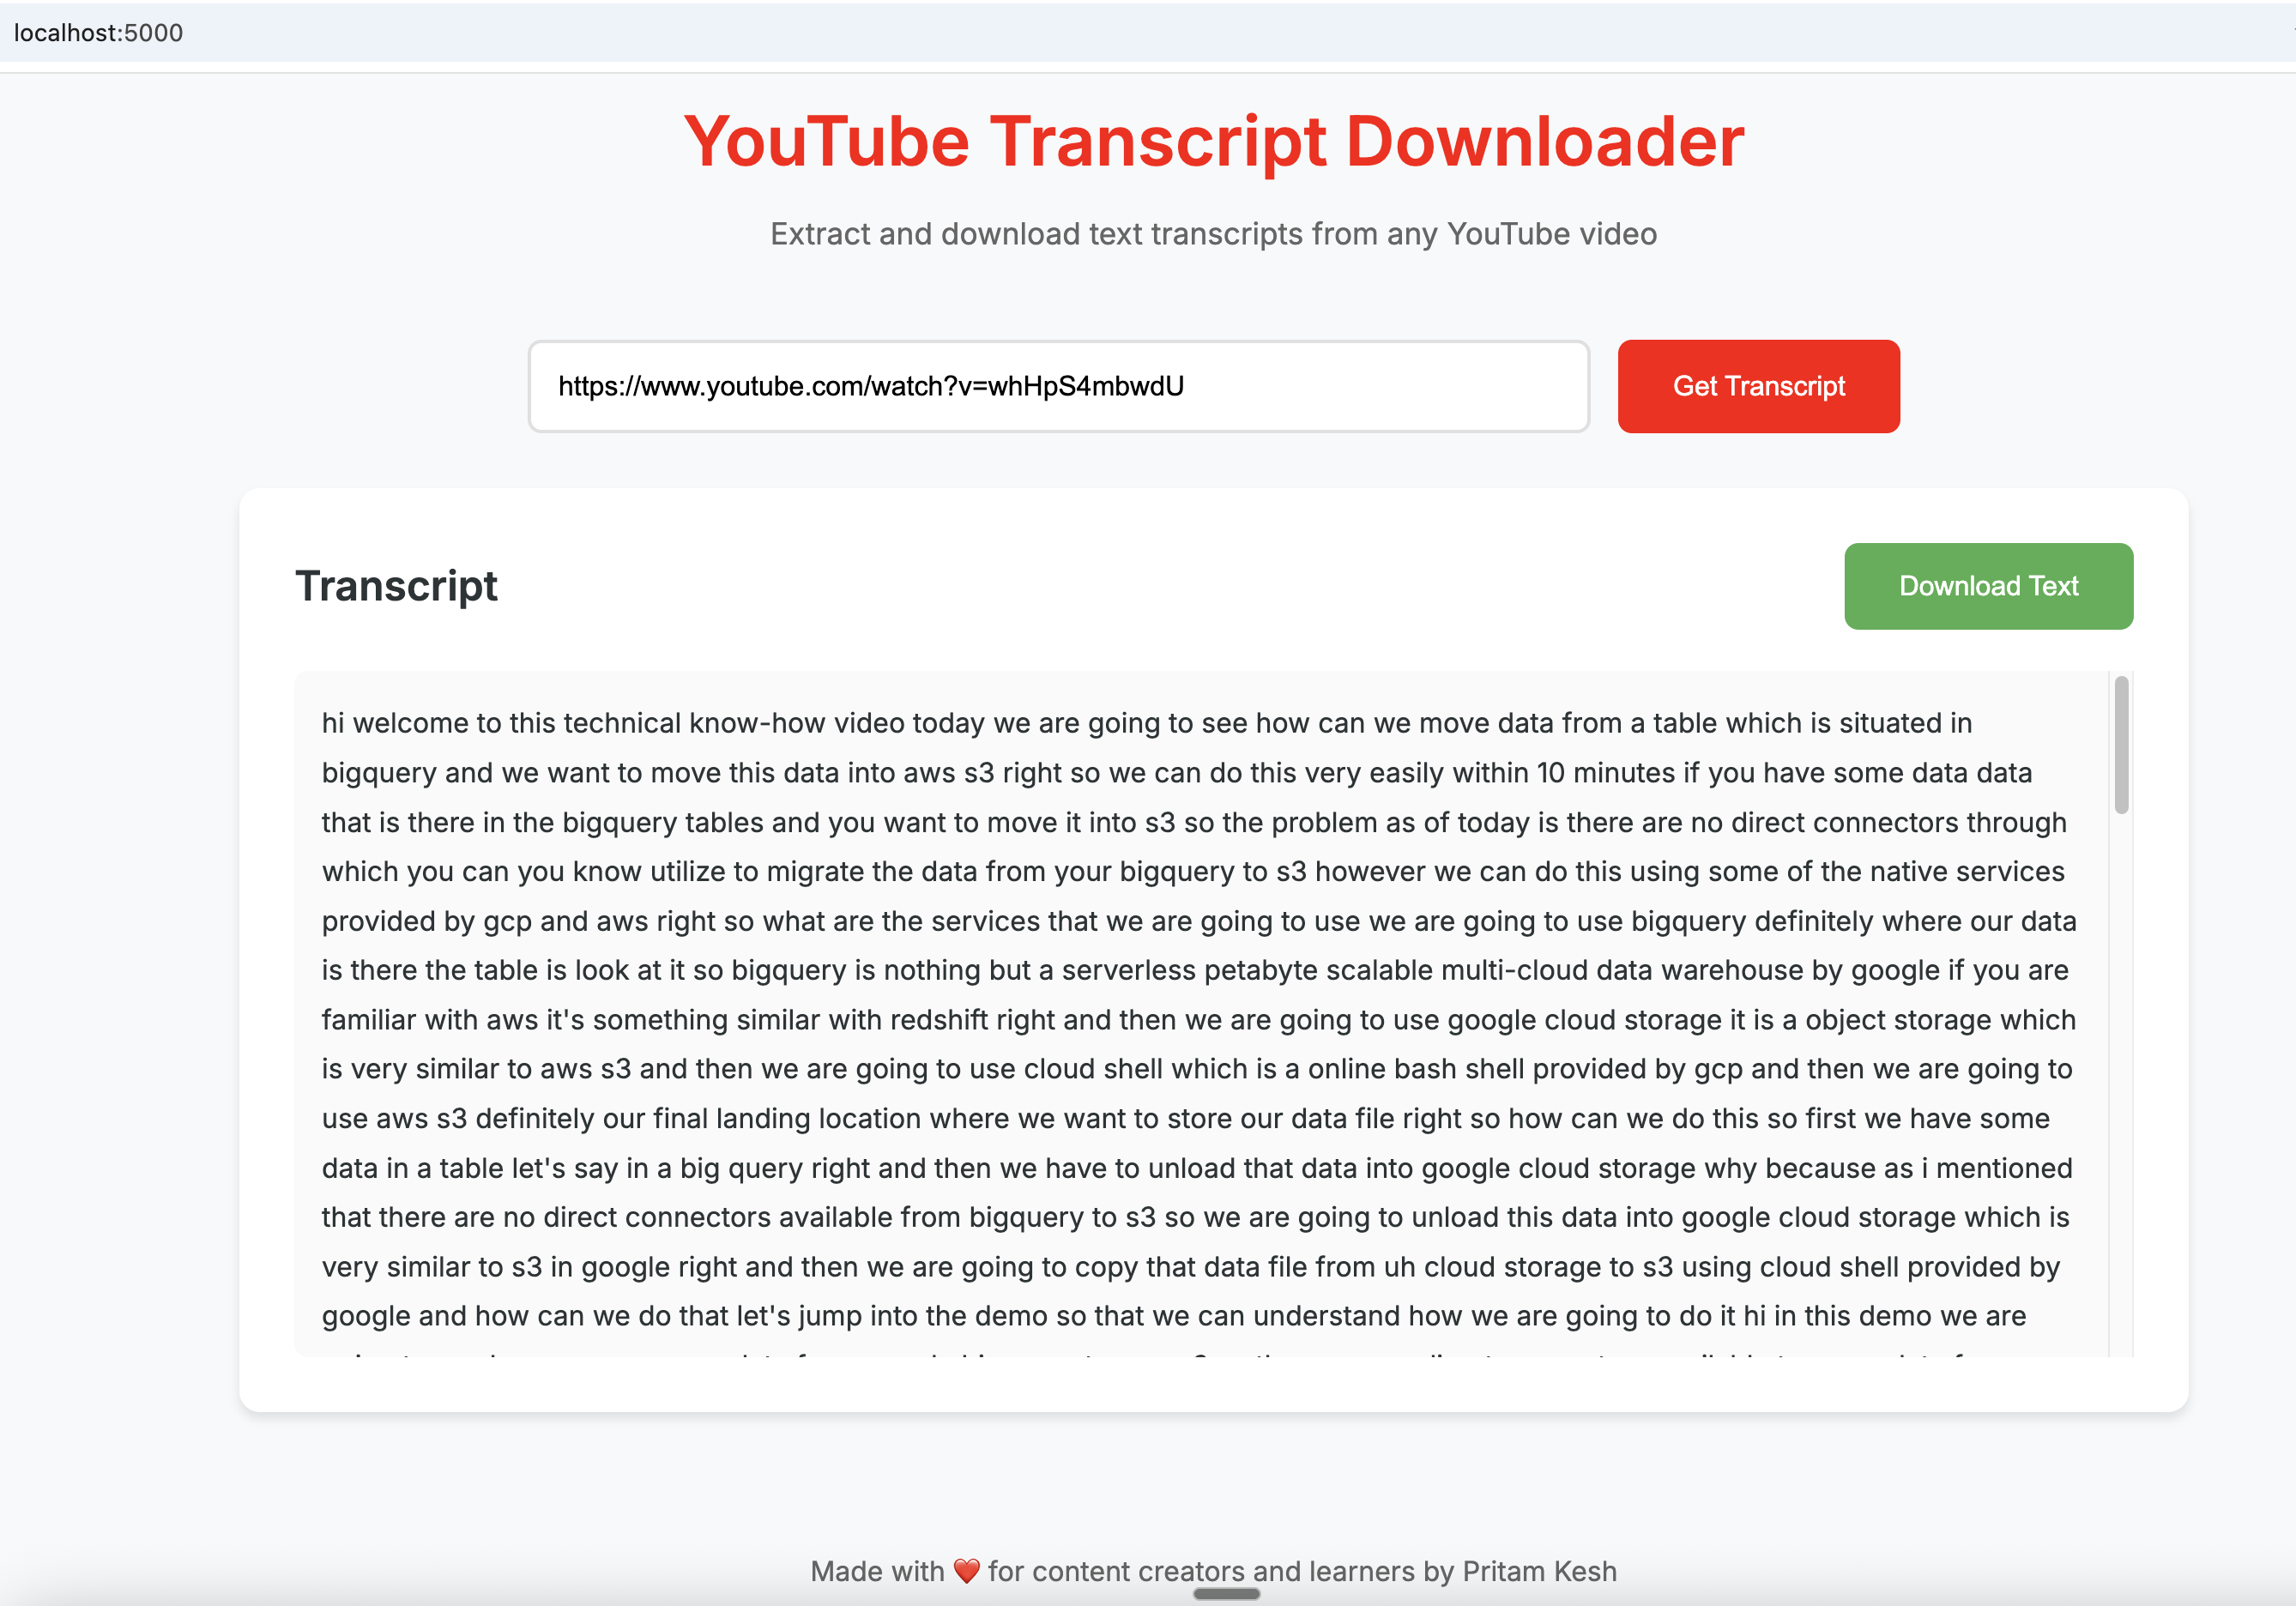 localhost:5000
YouTube Transcript Downloader
Extract and download text transcripts from any YouTube video
https://www.youtube.com/watch?v=whHpS4mbwdU
Get Transcript
Transcript
Download Text
hi welcome to this technical know-how video today we are going to see how can we move data from a table which is situated in
bigquery and we want to move this data into aws s3 right so we can do this very easily within 10 minutes if you have some data data
that is there in the bigquery tables and you want to move it into s3 so the problem as of today is there are no direct connectors through
which you can you know utilize to migrate the data from your bigquery to s3 however we can do this using some of the native services
provided by gcp and aws right so what are the services that we are going to use we are going to use bigquery definitely where our data
is there the table is look at it so bigquery is nothing but a serverless petabyte scalable multi-cloud data warehouse by google if you are
familiar with aws it's something similar with redshift right and then we are going to use google cloud storage it is a object storage which
is very similar to aws s3 and then we are going to use cloud shell which is a online bash shell provided by gcp and then we are going to
use aws s3 definitely our final landing location where we want to store our data file right so how can we do this so first we have some
data in a table let's say in a big query right and then we have to unload that data into google cloud storage why because as i mentioned
that there are no direct connectors available from bigquery to s3 so we are going to unload this data into google cloud storage which is
very similar to s3 in google right and then we are going to copy that data file from uh cloud storage to s3 using cloud shell provided by
google and how can we do that let's jump into the demo so that we can understand how we are going to do it hi in this demo we are
Made with ❤️ for content creators and learners by Pritam Kesh